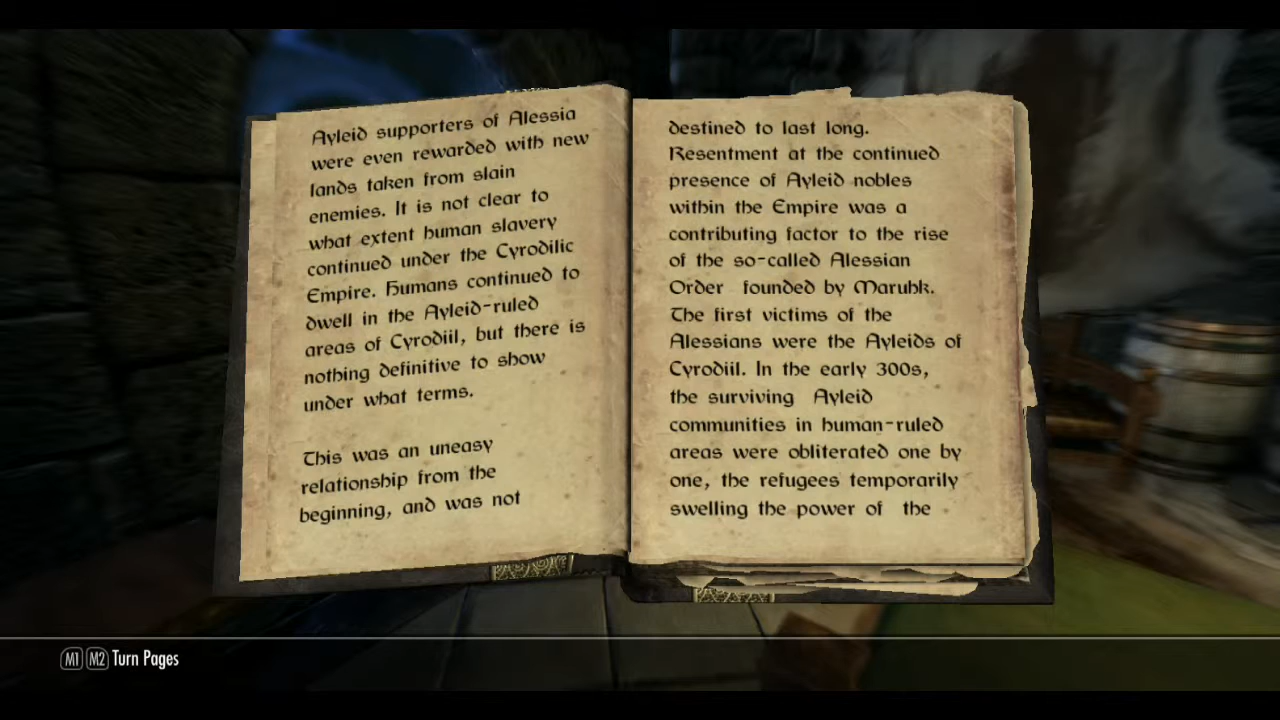 Ayleid supporters of Alessia
were even rewarded with new
lands taken from slain
enemies. It is not clear to
what extent human slavery
continued under the Cyrodilic
Empire. Humans continued to
dwell in the Ayleid-ruled
areas of Cyrodiil, but there is
nothing definitive to show
under what terms.
This was an uneasy
relationship from the
beginning, and was not
destined to last long.
Resentment at the continued
presence of Ayleid nobles
within the Empire was a
contributing factor to the rise
of the so-called Alessian
Order  founded by Maruhk.
The first victims of the
Alessians were the Ayleids of
Cyrodiil. In the early 300s,
the surviving  Ayleid
communities in human-ruled
areas were obliterated one by
one, the refugees temporarily
swelling the power of  the
M1 M2 Turn Pages